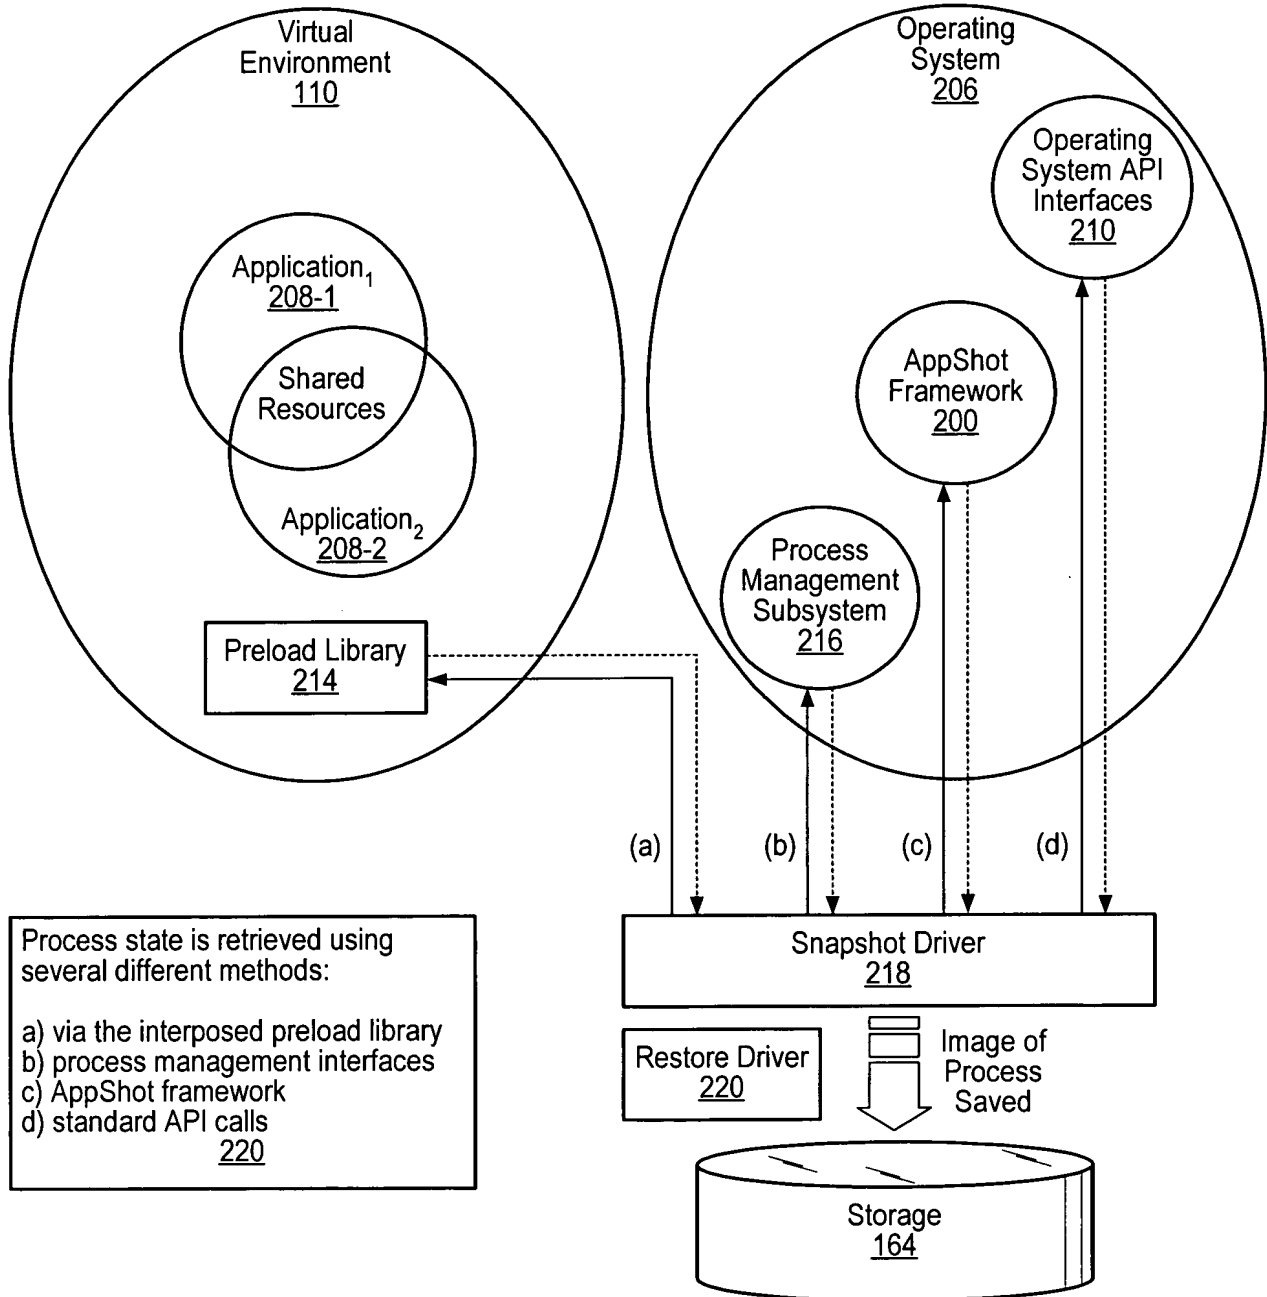 Virtual
Environment
110
Operating
System
206
Operating
System API
Interfaces
210
Application1
208-1
Shared
Resources
Application2
208-2
AppShot
Framework
200
Process
Management
Subsystem
216
Preload Library
214
(a)
(b)
(c)
(d)
Snapshot Driver
218
Process state is retrieved using
several different methods:
a) via the interposed preload library
b) process management interfaces
c) AppShot framework
d) standard API calls
220
Restore Driver
220
Image of
Process
Saved
Storage
164